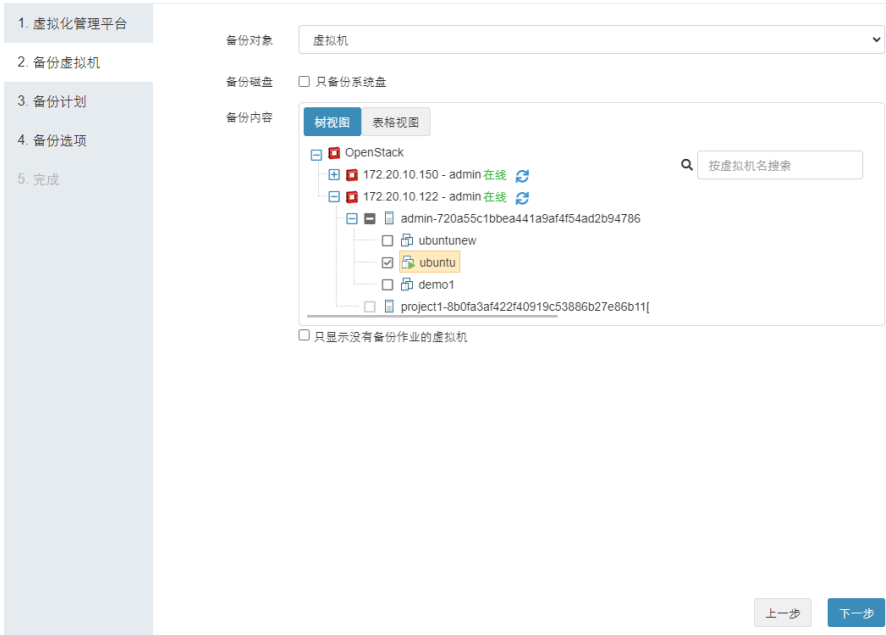 1. 虚拟化管理平台
2. 备份虚拟机
3. 备份计划
4. 备份选项
5. 完成
备份对象
虚拟机
备份磁盘
只备份系统盘
备份内容
树视图
表格视图
OpenStack
按虚拟机名搜索
172.20.10.150 - admin 在线
172.20.10.122 - admin 在线
admin-720a55c1bbea441a9af4f54ad2b94786
ubuntunew
ubuntu
demo1
project1-8b0fa3af422f40919c53886b27e86b11[
只显示没有备份作业的虚拟机
上一步
下一步